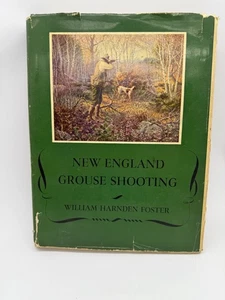 NEW ENGLAND
GROUSE SHOOTING
WILLIAM HARNDEN FOSTER